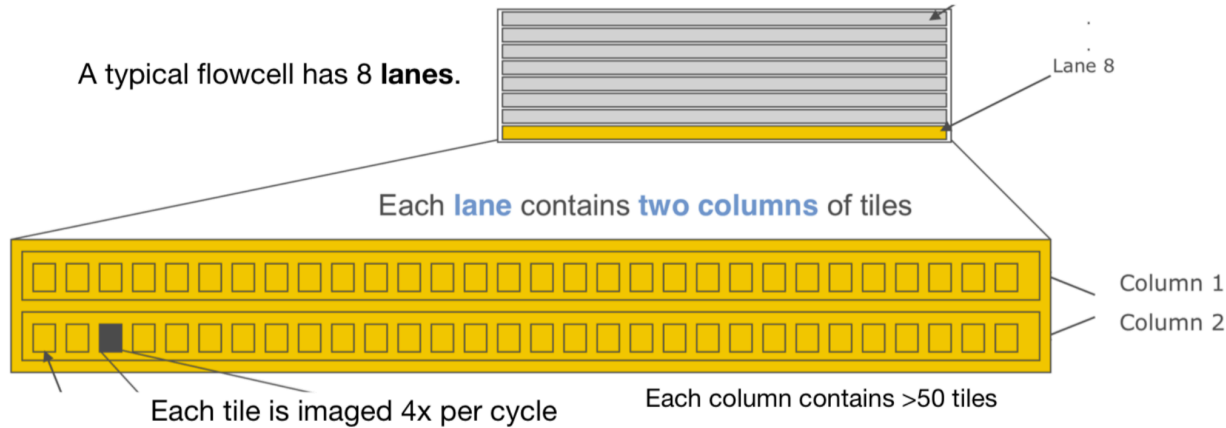 A typical flowcell has 8 lanes.
.
.
Lane 8
Each lane contains two columns of tiles
Column 1
Column 2
Each tile is imaged 4x per cycle
Each column contains >50 tiles